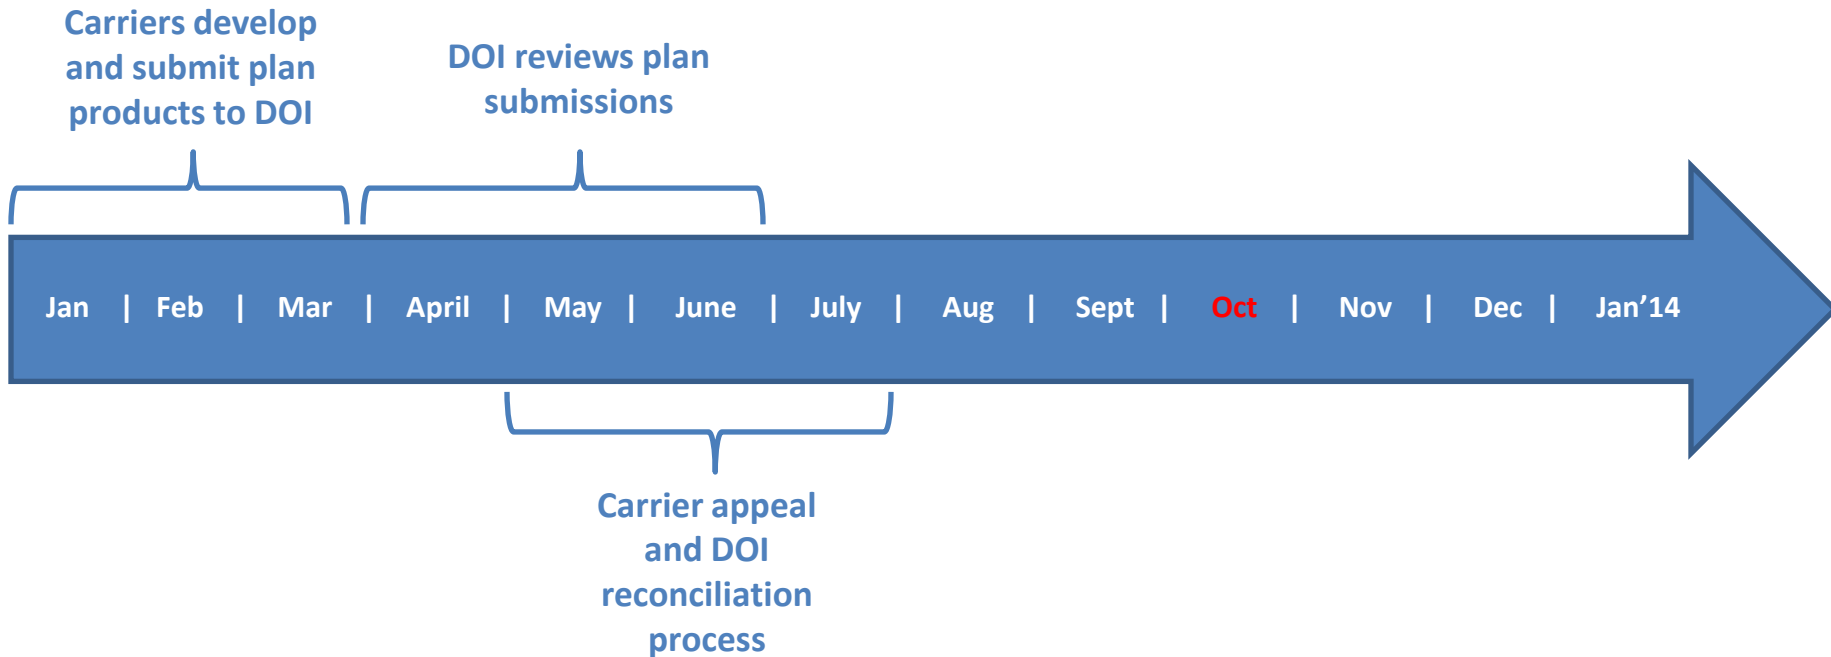 Carriers develop
and submit plan
products to DOI
DOI reviews plan
submissions
Jan | Feb | Mar | April | May | June | July | Aug | Sept | Oct | Nov | Dec | Jan’14
Carrier appeal
and DOI
reconciliation
process